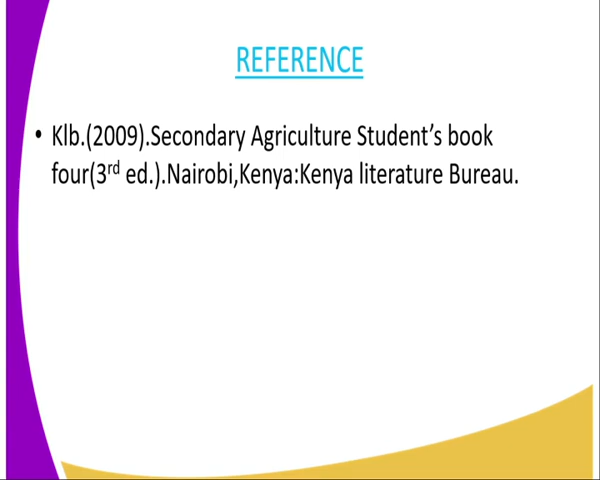 REFERENCE
• Klb.(2009).Secondary Agriculture Student’s book
four(3rd ed.).Nairobi,Kenya:Kenya literature Bureau.